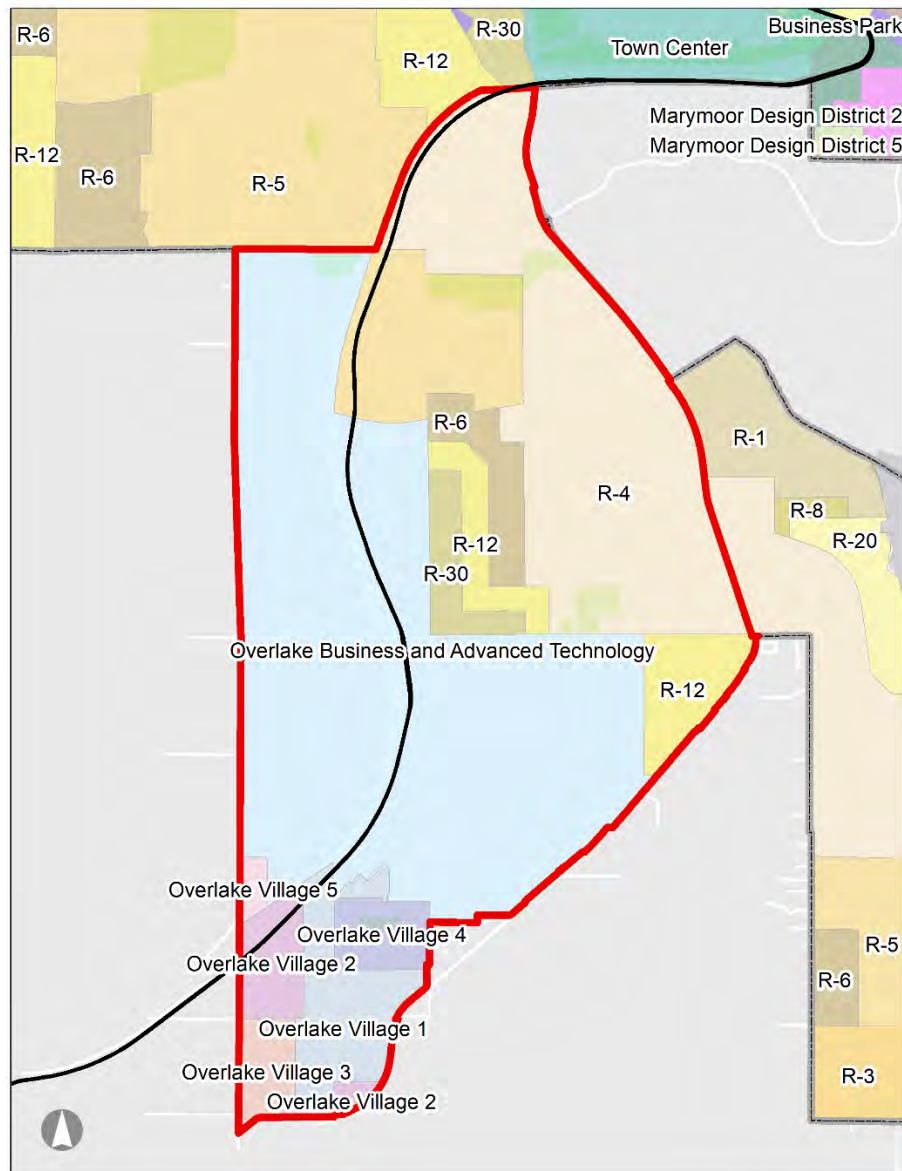 R-6
R-30
Business Park
Town Center
R-12
Marymoor Design District 2
Marymoor Design District 5
R-12
R-6
R-5
R-6
R-1
R-4
R-8
R-20
R-12
R-30
Overlake Business and Advanced Technology
R-12
Overlake Village 5
Overlake Village 4
Overlake Village 2
R-5
R-6
Overlake Village 1
Overlake Village 3
R-3
Overlake Village 2